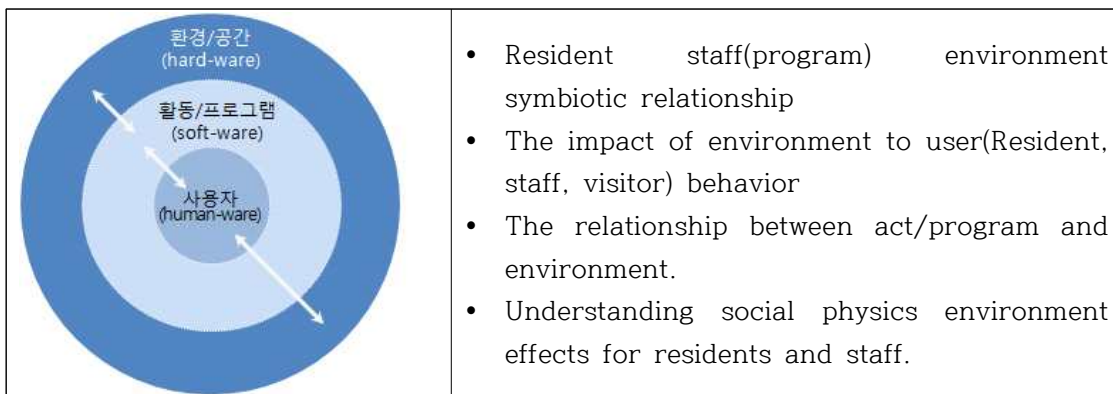 환경/공간
(hard-ware)
활동/프로그램
(soft-ware)
사용자
(human-ware)
• Resident staff(program) environment
symbiotic relationship
• The impact of environment to user(Resident,
staff, visitor) behavior
• The relationship between act/program and
environment.
• Understanding social physics environment
effects for residents and staff.